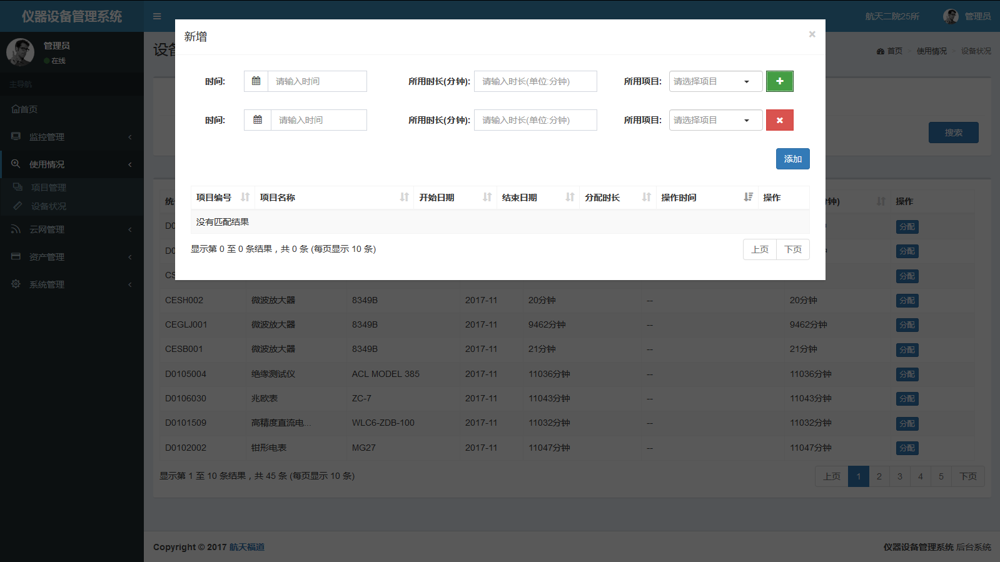 仪器设备管理系统
航天二院25所 管理员
管理员
在线
主导航
首页
监控管理
使用情况
项目管理
设备状况
云网管理
资产管理
系统管理
设备
首页 > 使用情况 > 设备状况
搜索
新增 ×
时间: 请输入时间 所用时长(分钟): 请输入时长(单位:分钟) 所用项目: 请选择项目
时间: 请输入时间 所用时长(分钟): 请输入时长(单位:分钟) 所用项目: 请选择项目
添加
项目编号 项目名称 开始日期 结束日期 分配时长 操作时间 操作
没有匹配结果
显示第 0 至 0 条结果，共 0 条 (每页显示 10 条) 上页 下页
统 钟) 操作
D0 分配
D0 分配
CS 分配
CESH002 微波放大器 8349B 2017-11 20分钟 -- 20分钟 分配
CEGLJ001 微波放大器 8349B 2017-11 9462分钟 -- 9462分钟 分配
CESB001 微波放大器 8349B 2017-11 21分钟 -- 21分钟 分配
D0105004 绝缘测试仪 ACL MODEL 385 2017-11 11036分钟 -- 11036分钟 分配
D0106030 兆欧表 ZC-7 2017-11 11043分钟 -- 11043分钟 分配
D0101509 高精度直流电... WLC6-ZDB-100 2017-11 11032分钟 -- 11032分钟 分配
D0102002 钳形电表 MG27 2017-11 11047分钟 -- 11047分钟 分配
显示第 1 至 10 条结果，共 45 条 (每页显示 10 条) 上页 1 2 3 4 5 下页
Copyright © 2017 航天福道 仪器设备管理系统 后台系统